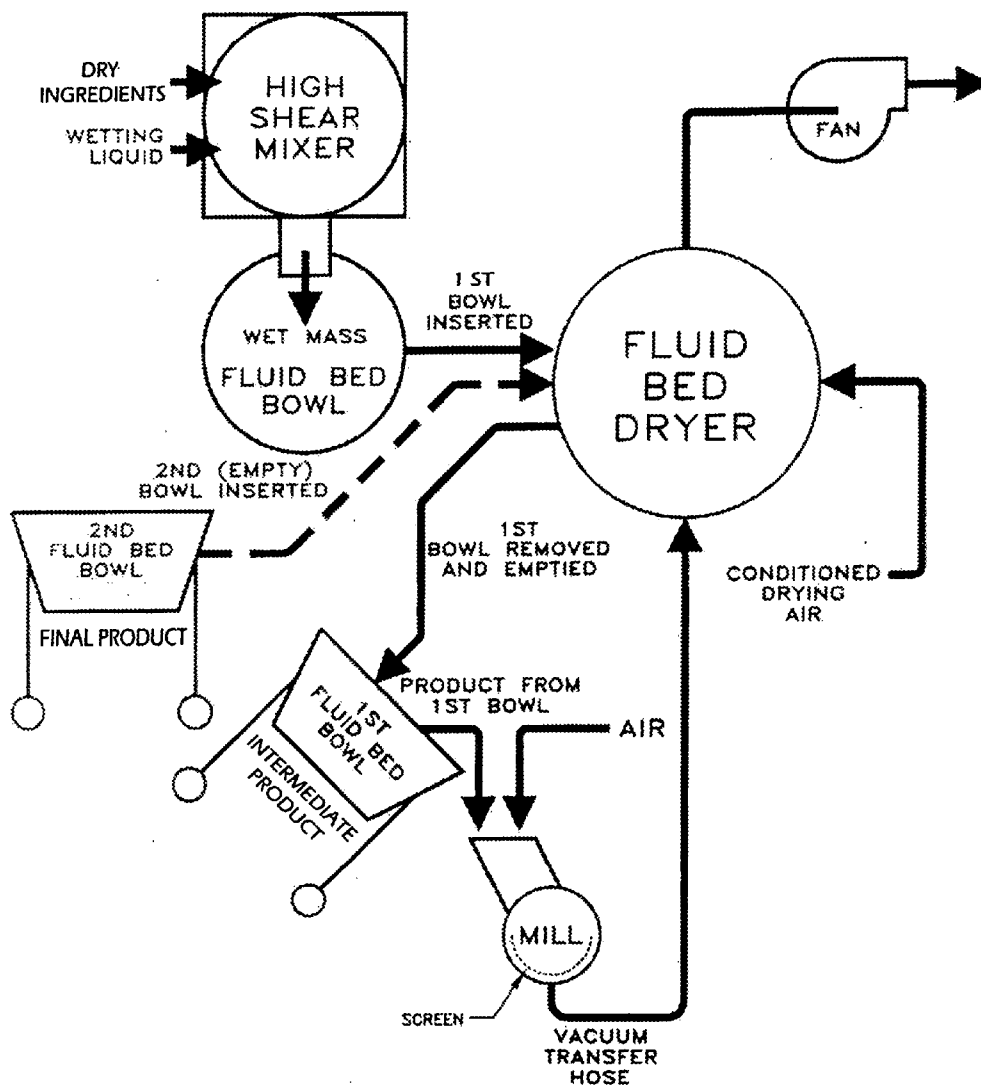 DRY
INGREDIENTS
WETTING
LIQUID
HIGH
SHEAR
MIXER
FAN
WET MASS
FLUID BED
BOWL
1ST
BOWL
INSERTED
FLUID
BED
DRYER
2ND (EMPTY)
BOWL INSERTED
2ND
FLUID BED
BOWL
FINAL PRODUCT
1ST
BOWL REMOVED
AND EMPTIED
CONDITIONED
DRYING
AIR
1ST
FLUID BED
BOWL
INTERMEDIATE
PRODUCT
PRODUCT FROM
1ST BOWL
AIR
MILL
SCREEN
VACUUM
TRANSFER
HOSE